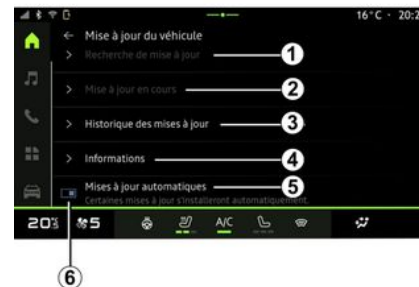 16°C · 20:2
Mise à jour du véhicule
Recherche de mise à jour
1
Mise à jour en cours
2
Historique des mises à jour
3
Informations
4
Mises à jour automatiques
5
Certaines mises à jour s'installeront automatiquement.
20 5 A/C
6